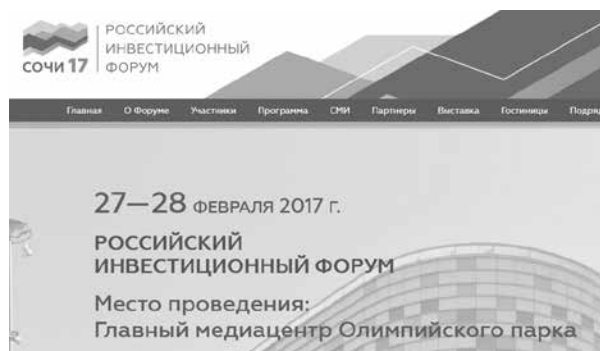 РОССИЙСКИЙ
ИНВЕСТИЦИОННЫЙ
ФОРУМ
СОЧИ 17
Главная О Форуме Участники Программа СМИ Партнеры Выставка Гостиницы
27—28 ФЕВРАЛЯ 2017 Г.
РОССИЙСКИЙ
ИНВЕСТИЦИОННЫЙ ФОРУМ
Место проведения:
Главный медиацентр Олимпийского парка